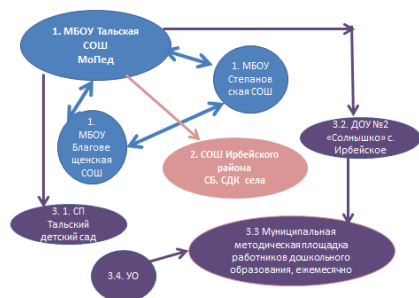 1. МБОУ Тальская
СОШ
МоПед
1. МБОУ
Степанов
ская СОШ
1.
МБОУ
Благове
щенская
СОШ
2. СОШ Ирбейского
района
СБ, СДК села
3.2. ДОУ №2
«Солнышко» с.
Ирбейское
3. 1. СП
Тальский
детский сад
3.3 Муниципальная
методическая площадка
работников дошкольного
образования, ежемесячно
3.4. УО